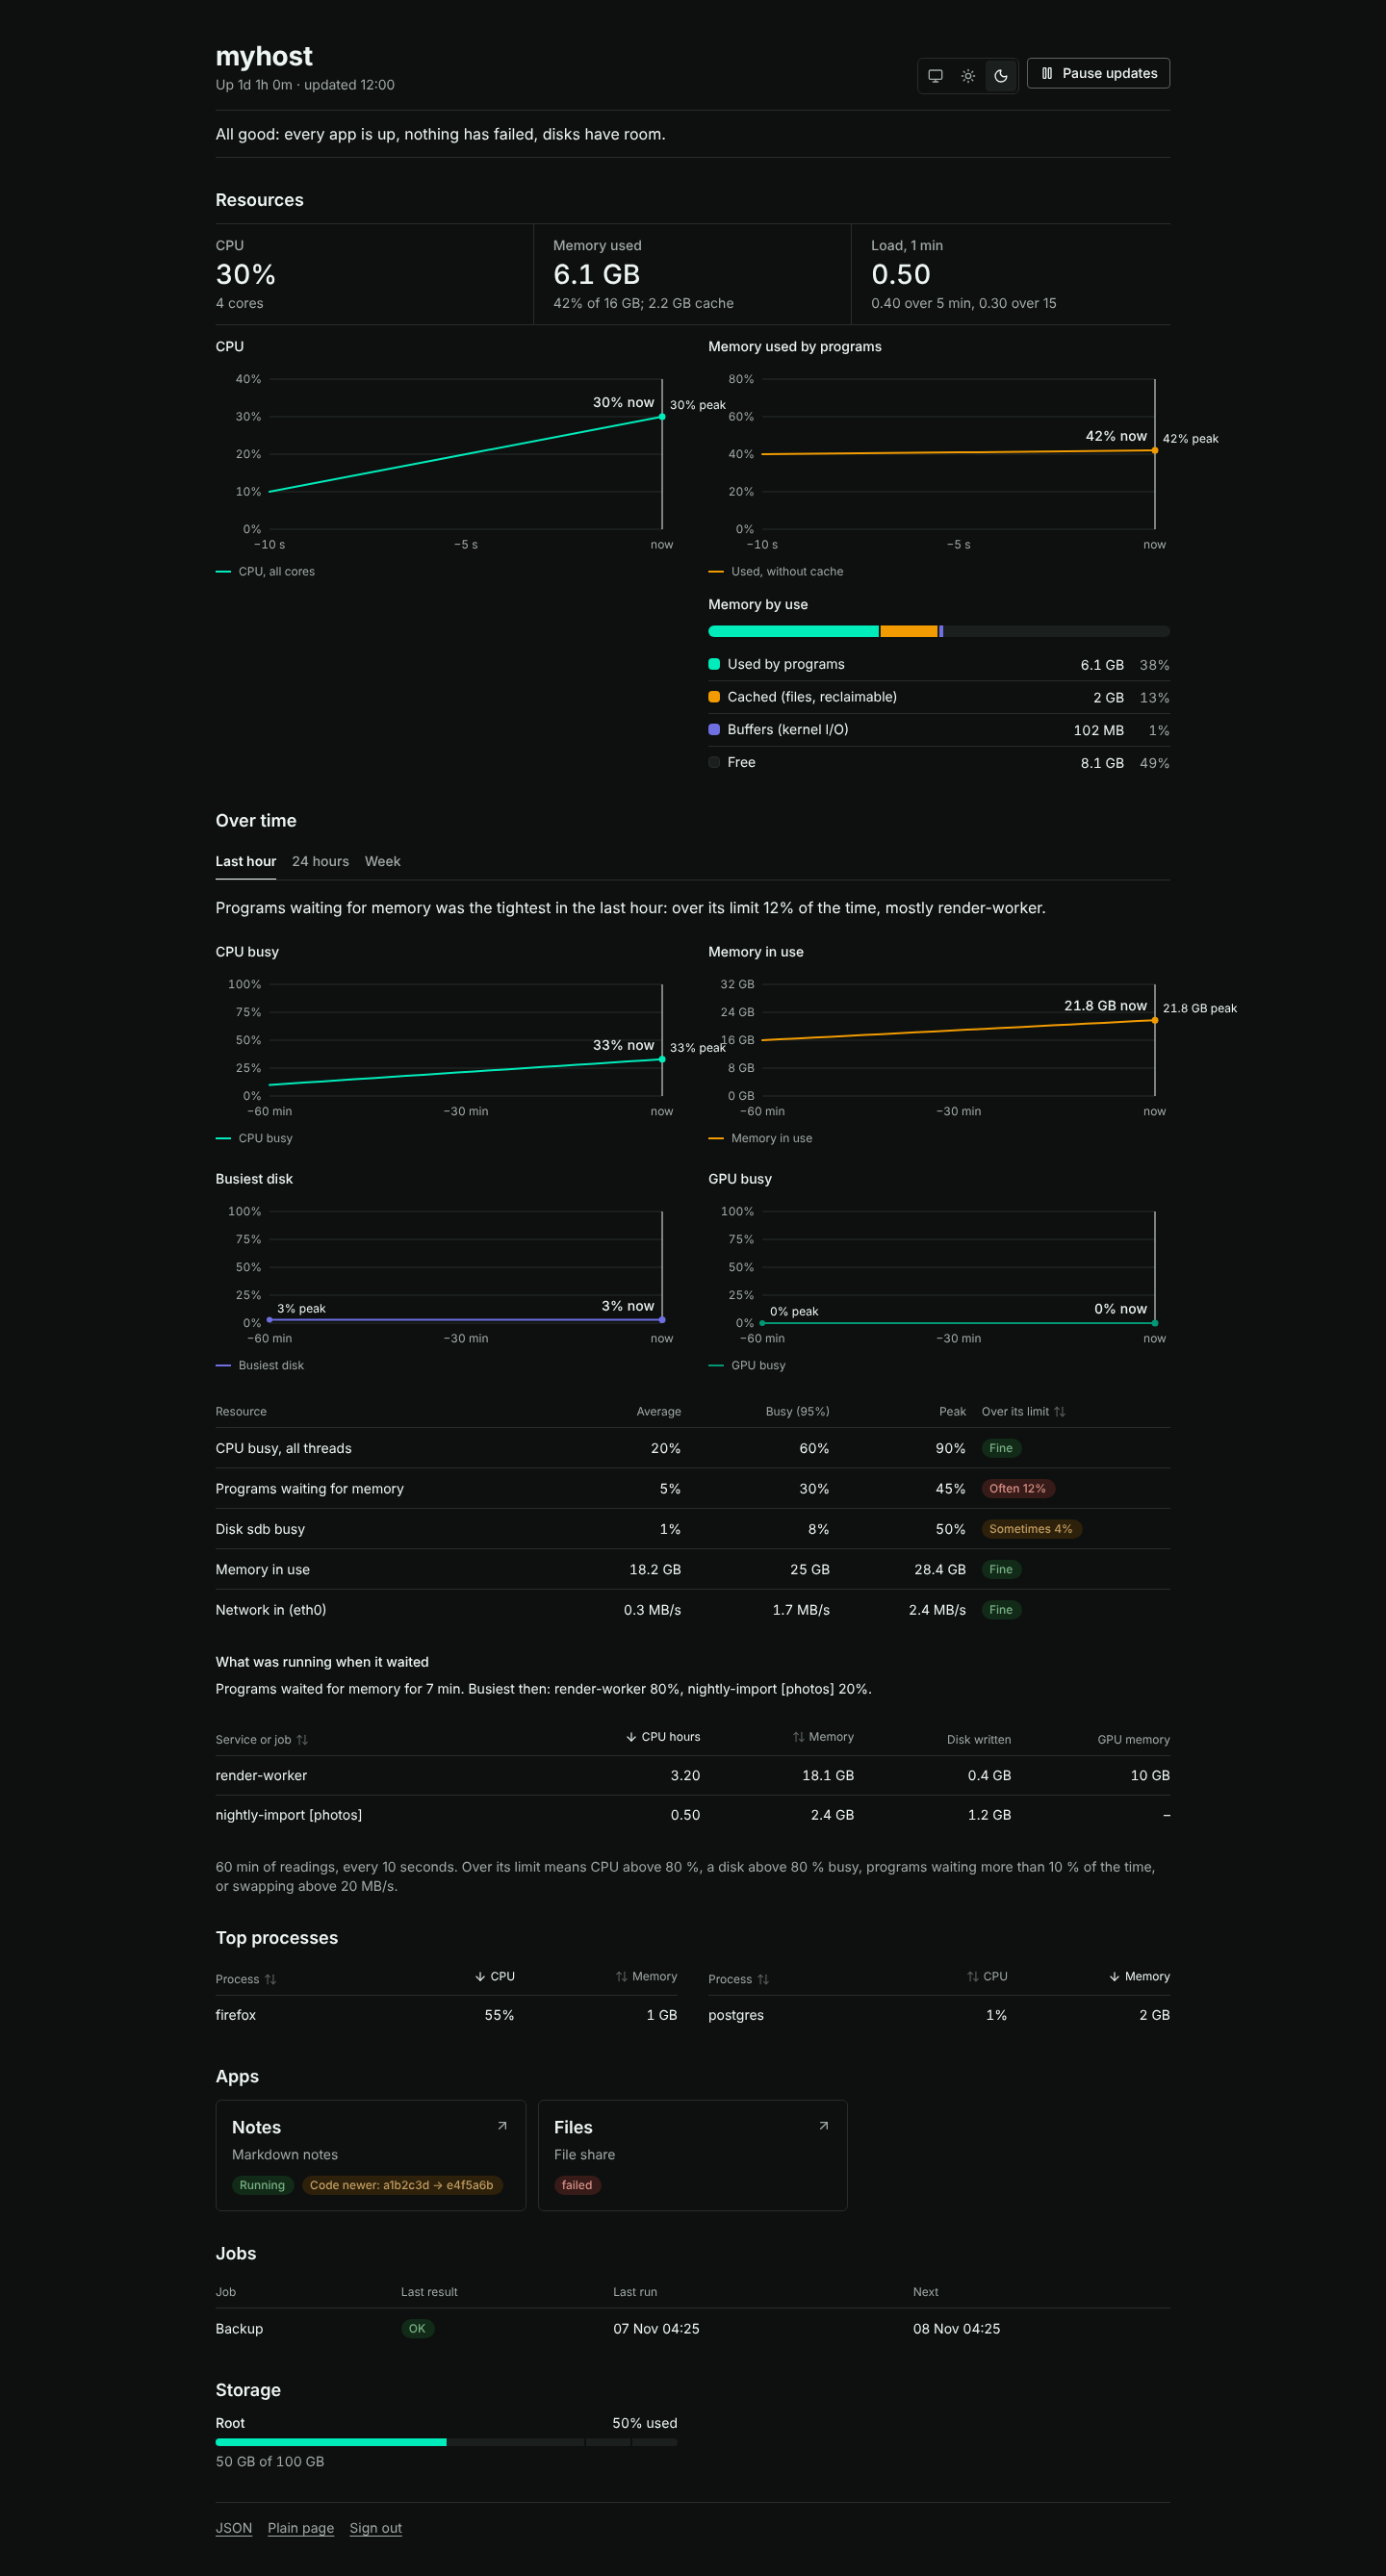 myhost
Up 1d 1h 0m · updated 12:00
Pause updates
All good: every app is up, nothing has failed, disks have room.
Resources
CPU
30%
4 cores
Memory used
6.1 GB
42% of 16 GB; 2.2 GB cache
Load, 1 min
0.50
0.40 over 5 min, 0.30 over 15
CPU
40%
30%
20%
10%
0%
30% now
30% peak
−10 s
−5 s
now
CPU, all cores
Memory used by programs
80%
60%
40%
20%
0%
42% now
42% peak
−10 s
−5 s
now
Used, without cache
Memory by use
Used by programs 6.1 GB 38%
Cached (files, reclaimable) 2 GB 13%
Buffers (kernel I/O) 102 MB 1%
Free 8.1 GB 49%
Over time
Last hour 24 hours Week
Programs waiting for memory was the tightest in the last hour: over its limit 12% of the time, mostly render-worker.
CPU busy
100%
75%
50%
25%
0%
33% now
33% peak
−60 min
−30 min
now
CPU busy
Memory in use
32 GB
24 GB
16 GB
8 GB
0 GB
21.8 GB now
21.8 GB peak
−60 min
−30 min
now
Memory in use
Busiest disk
100%
75%
50%
25%
0%
3% peak
3% now
−60 min
−30 min
now
Busiest disk
GPU busy
100%
75%
50%
25%
0%
0% peak
0% now
−60 min
−30 min
now
GPU busy
Resource Average Busy (95%) Peak Over its limit
CPU busy, all threads 20% 60% 90% Fine
Programs waiting for memory 5% 30% 45% Often 12%
Disk sdb busy 1% 8% 50% Sometimes 4%
Memory in use 18.2 GB 25 GB 28.4 GB Fine
Network in (eth0) 0.3 MB/s 1.7 MB/s 2.4 MB/s Fine
What was running when it waited
Programs waited for memory for 7 min. Busiest then: render-worker 80%, nightly-import [photos] 20%.
Service or job CPU hours Memory Disk written GPU memory
render-worker 3.20 18.1 GB 0.4 GB 10 GB
nightly-import [photos] 0.50 2.4 GB 1.2 GB –
60 min of readings, every 10 seconds. Over its limit means CPU above 80 %, a disk above 80 % busy, programs waiting more than 10 % of the time,
or swapping above 20 MB/s.
Top processes
Process CPU Memory
firefox 55% 1 GB
Process CPU Memory
postgres 1% 2 GB
Apps
Notes
Markdown notes
Running Code newer: a1b2c3d → e4f5a6b
Files
File share
failed
Jobs
Job Last result Last run Next
Backup OK 07 Nov 04:25 08 Nov 04:25
Storage
Root 50% used
50 GB of 100 GB
JSON Plain page Sign out